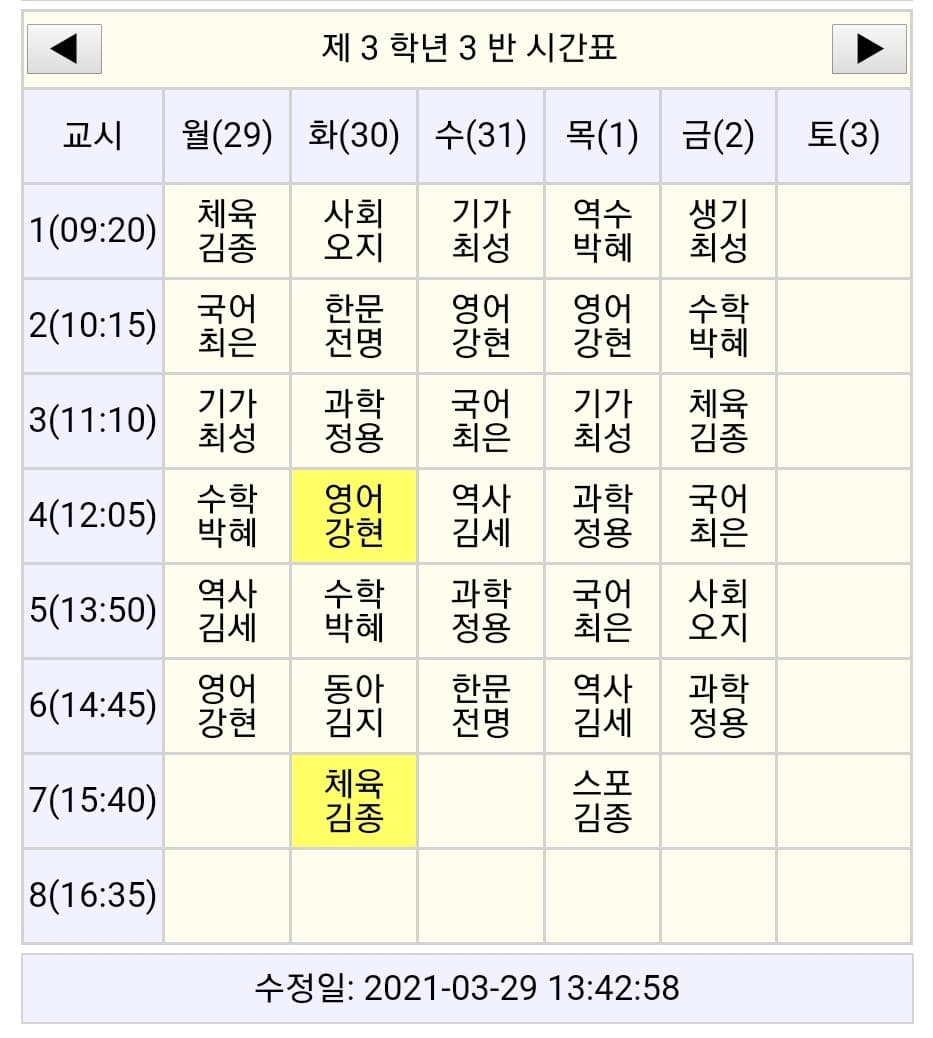 제 3 학년 3 반 시간표
교시 월(29) 화(30) 수(31) 목(1) 금(2) 토(3)
1(09:20) 체육 사회 기가 역수 생기
김종 오지 최성 박혜 최성
2(10:15) 국어 한문 영어 영어 수학
최은 전명 강현 강현 박혜
3(11:10) 기가 과학 국어 기가 체육
최성 정용 최은 최성 김종
4(12:05) 수학 영어 역사 과학 국어
박혜 강현 김세 정용 최은
5(13:50) 역사 수학 과학 국어 사회
김세 박혜 정용 최은 오지
6(14:45) 영어 동아 한문 역사 과학
강현 김지 전명 김세 정용
7(15:40) 체육 스포
김종 김종
8(16:35)
수정일: 2021-03-29 13:42:58